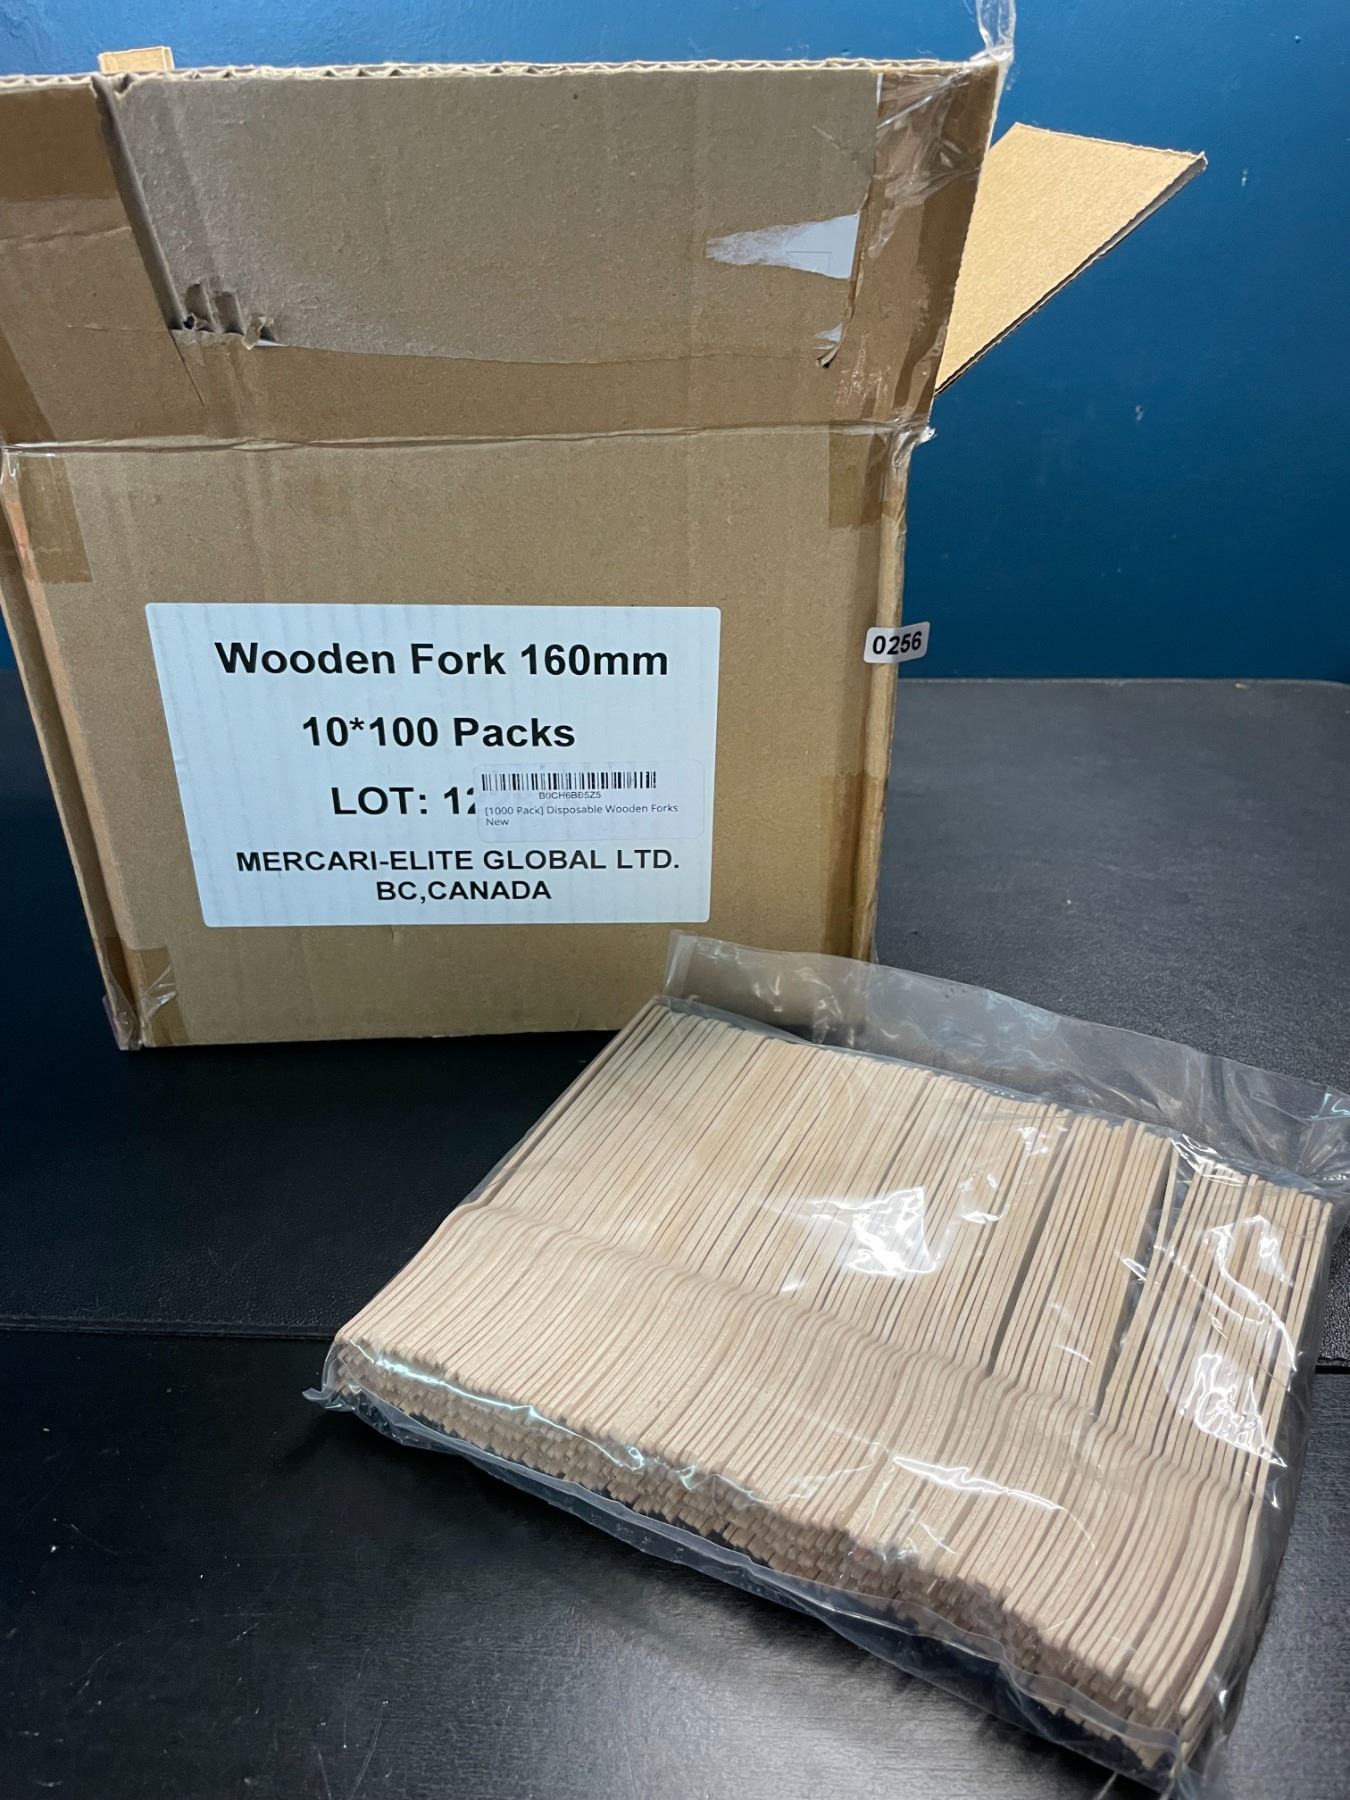 Wooden Fork 160mm
0256
10*100 Packs
LOT: 12
B0CH6BB5Z5
[1000 Pack] Disposable Wooden Forks
New
MERCARI-ELITE GLOBAL LTD.
BC,CANADA